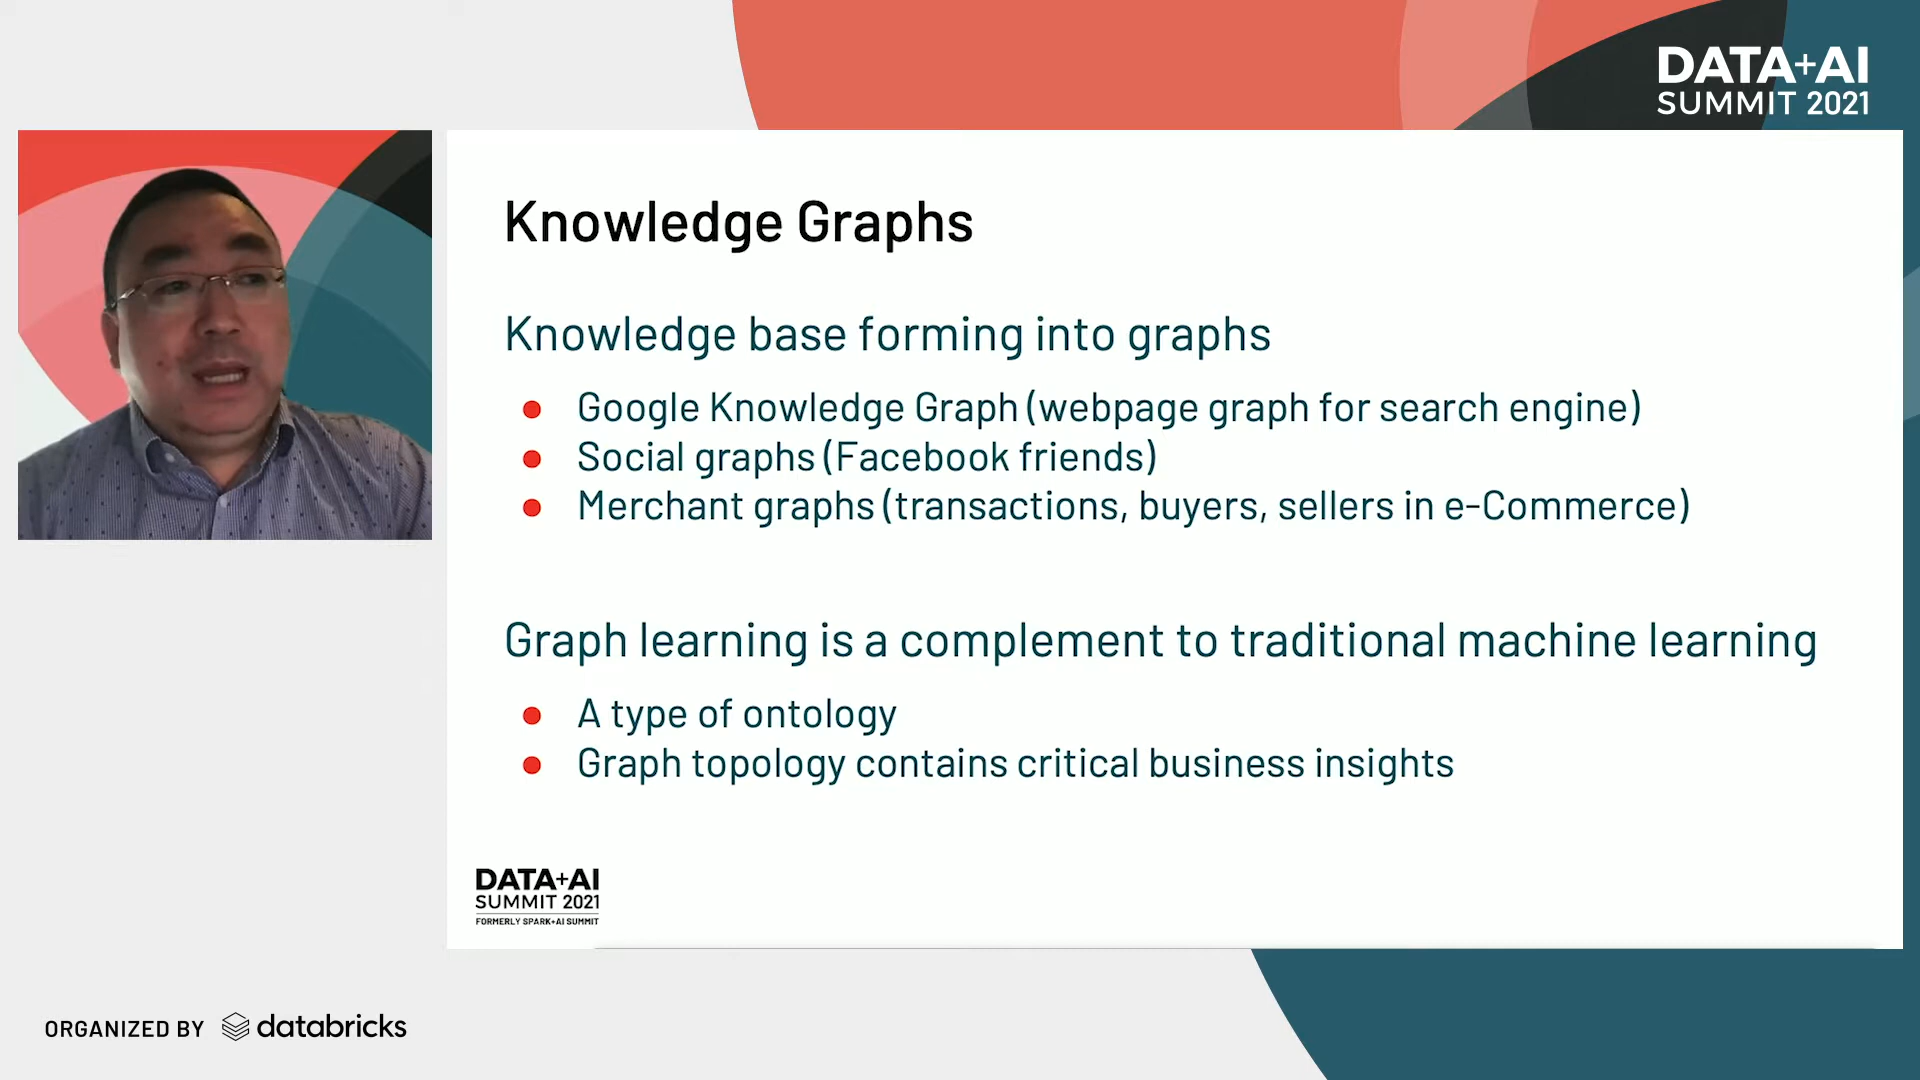 DATA+AI
SUMMIT 2021
Knowledge Graphs
Knowledge base forming into graphs
● Google Knowledge Graph (webpage graph for search engine)
● Social graphs (Facebook friends)
● Merchant graphs (transactions, buyers, sellers in e-Commerce)
Graph learning is a complement to traditional machine learning
● A type of ontology
● Graph topology contains critical business insights
DATA+AI
SUMMIT 2021
FORMERLY SPARK+AI SUMMIT
ORGANIZED BY databricks